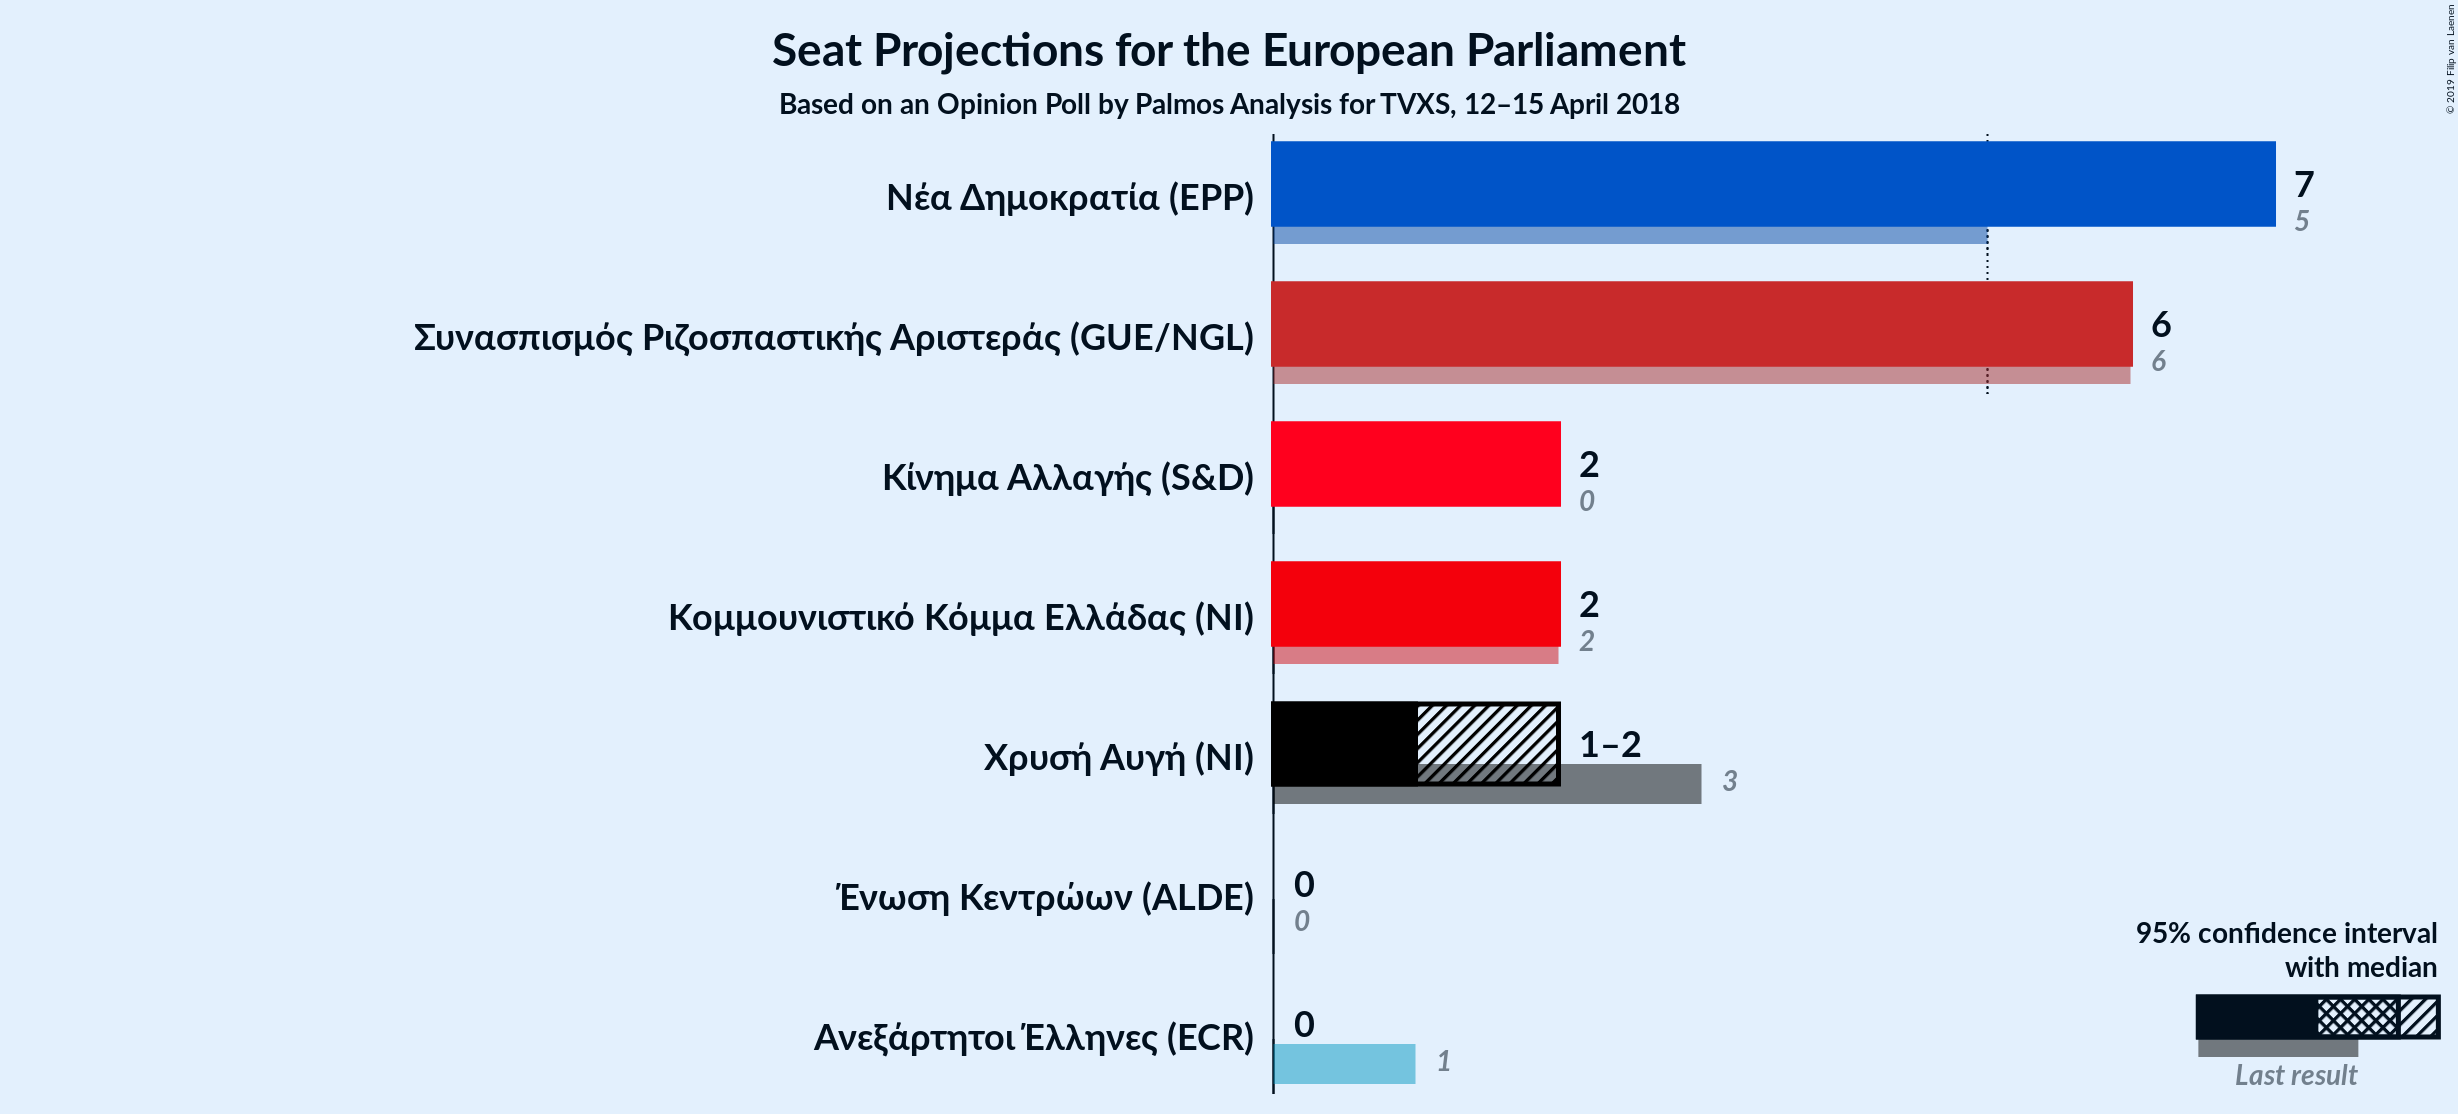 Seat Projections for the European Parliament
Based on an Opinion Poll by Palmos Analysis for TVXS, 12–15 April 2018
© 2019 Filip van Laenen
Νέα Δημοκρατία (EPP)
7
5
Συνασπισμός Ριζοσπαστικής Αριστεράς (GUE/NGL)
6
6
Κίνημα Αλλαγής (S&D)
2
0
Κομμουνιστικό Κόμμα Ελλάδας (NI)
2
2
Χρυσή Αυγή (NI)
1–2
3
Ένωση Κεντρώων (ALDE)
0
0
Ανεξάρτητοι Έλληνες (ECR)
0
1
95% confidence interval
with median
Last result